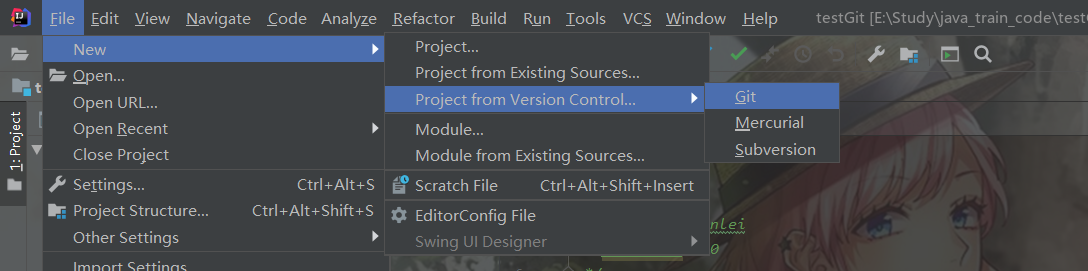 File Edit View Navigate Code Analyze Refactor Build Run Tools VCS Window Help testGit [E:\Study\java_train_code\test
New
Project...
Open...
Project from Existing Sources...
Open URL...
Project from Version Control...
Git
Open Recent
Module...
Mercurial
Close Project
Module from Existing Sources...
Subversion
1: Project
Settings... Ctrl+Alt+S
Scratch File Ctrl+Alt+Shift+Insert
Project Structure... Ctrl+Alt+Shift+S
EditorConfig File
Other Settings
Swing UI Designer
nlei
0
Import Settings